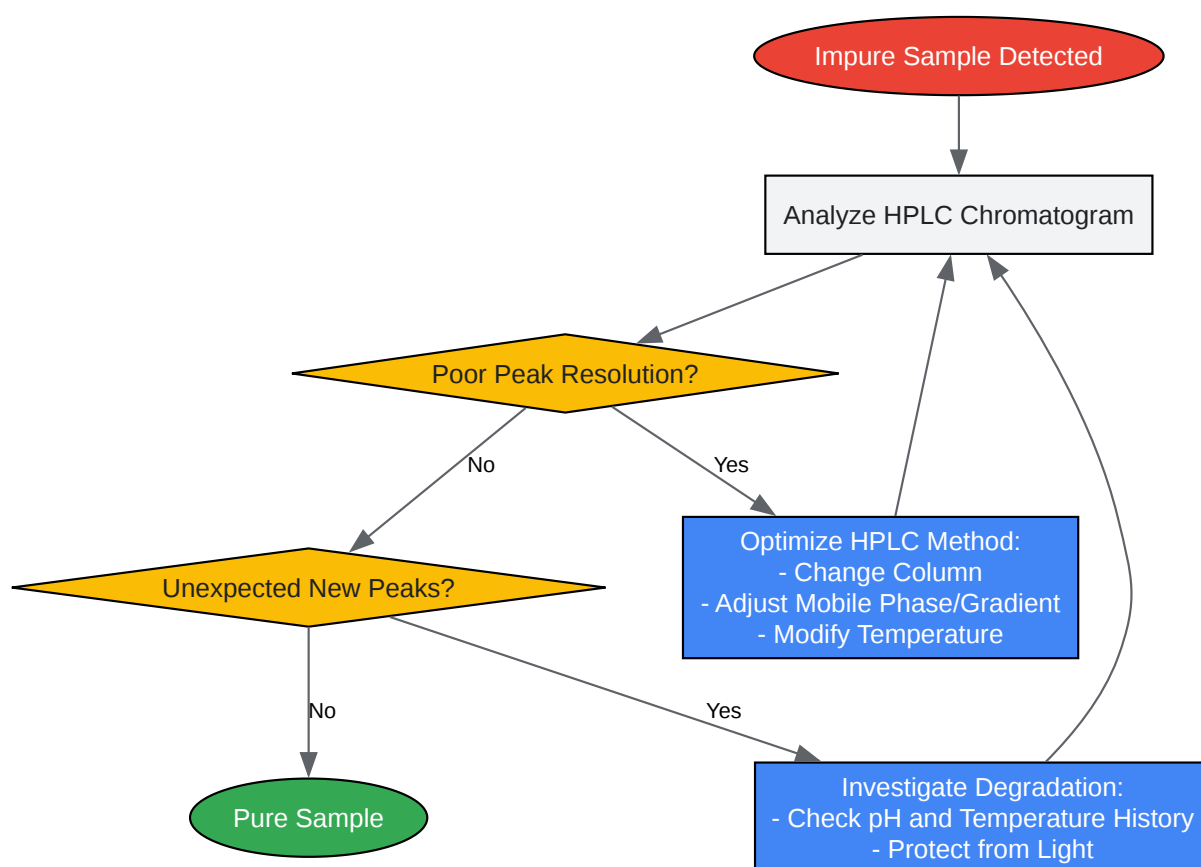 Impure Sample Detected
Analyze HPLC Chromatogram
Poor Peak Resolution?
No
Yes
Optimize HPLC Method:
- Change Column
- Adjust Mobile Phase/Gradient
- Modify Temperature
Unexpected New Peaks?
No
Yes
Pure Sample
Investigate Degradation:
- Check pH and Temperature History
- Protect from Light